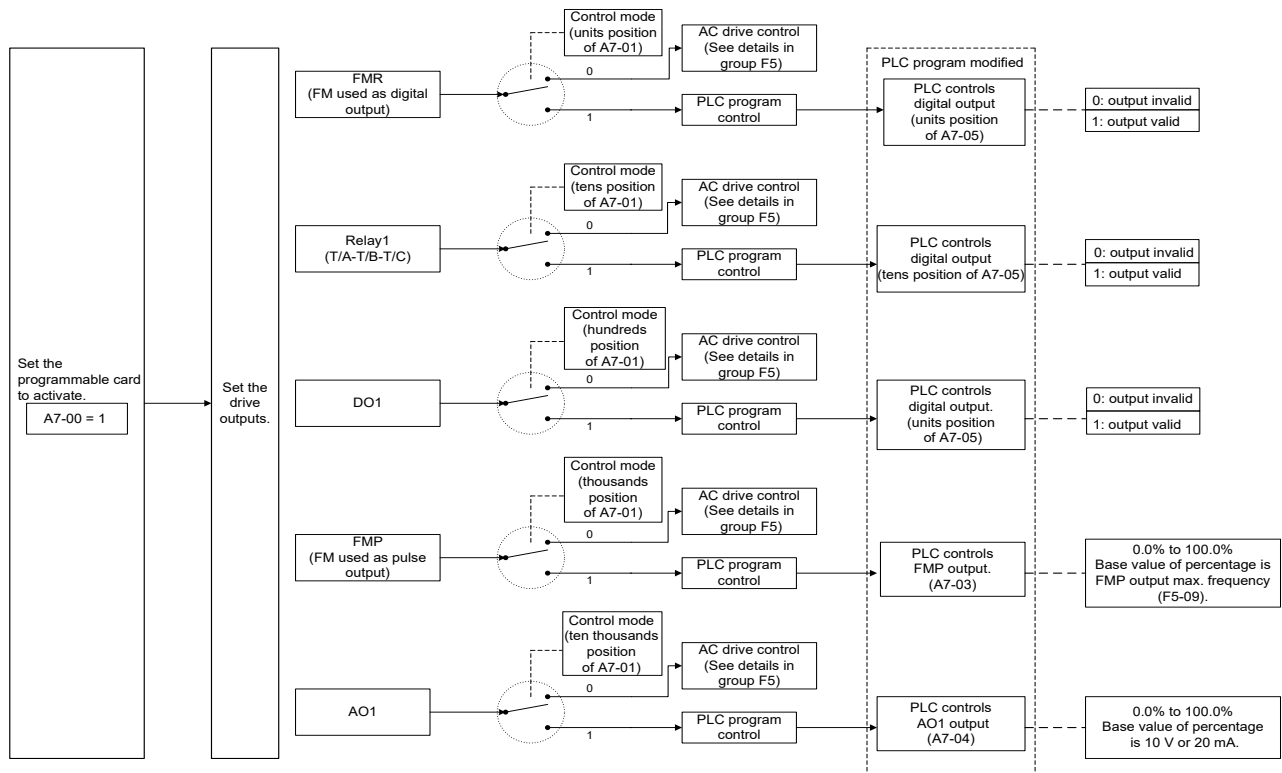 Set the
programmable card
to activate.
A7-00 = 1
Set the
drive
outputs.
FMR
(FM used as digital
output)
Control mode
(units position
of A7-01)
0
1
AC drive control
(See details in
group F5)
PLC program
control
PLC program modified
PLC controls
digital output
(units position
of A7-05)
0: output invalid
1: output valid
Relay1
(T/A-T/B-T/C)
Control mode
(tens position
of A7-01)
0
1
AC drive control
(See details in
group F5)
PLC program
control
PLC controls
digital output
(tens position of A7-05)
0: output invalid
1: output valid
DO1
Control mode
(hundreds
position
of A7-01)
0
1
AC drive control
(See details in
group F5)
PLC program
control
PLC controls
digital output.
(units position
of A7-05)
0: output invalid
1: output valid
FMP
(FM used as pulse
output)
Control mode
(thousands
position
of A7-01)
0
1
AC drive control
(See details in
group F5)
PLC program
control
PLC controls
FMP output.
(A7-03)
0.0% to 100.0%
Base value of percentage is
FMP output max. frequency
(F5-09).
AO1
Control mode
(ten thousands
position
of A7-01)
0
1
AC drive control
(See details in
group F5)
PLC program
control
PLC controls
AO1 output
(A7-04)
0.0% to 100.0%
Base value of percentage
is 10 V or 20 mA.